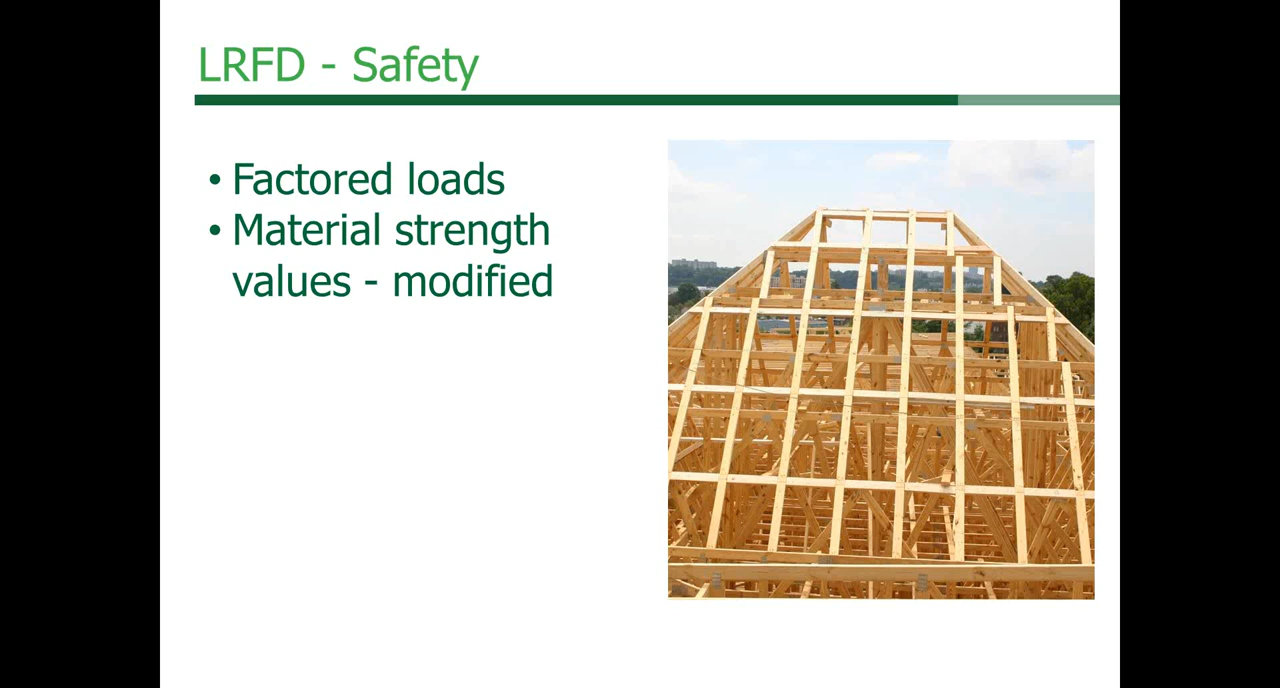 LRFD - Safety
• Factored loads
• Material strength
values - modified